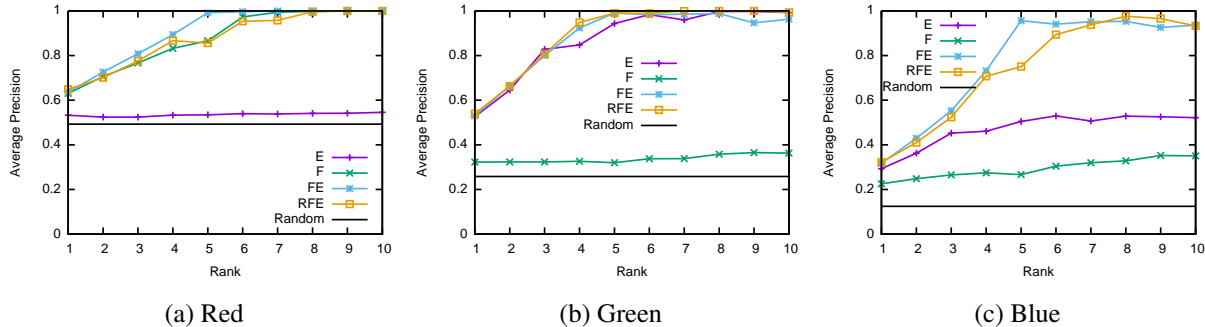 Average Precision
1
0.8
0.6
0.4
0.2
0
E
F
FE
RFE
Random
1 2 3 4 5 6 7 8 9 10
Rank
(a) Red
Average Precision
1
0.8
0.6
0.4
0.2
0
E
F
FE
RFE
Random
1 2 3 4 5 6 7 8 9 10
Rank
(b) Green
Average Precision
1
0.8
0.6
0.4
0.2
0
E
F
FE
RFE
Random
1 2 3 4 5 6 7 8 9 10
Rank
(c) Blue